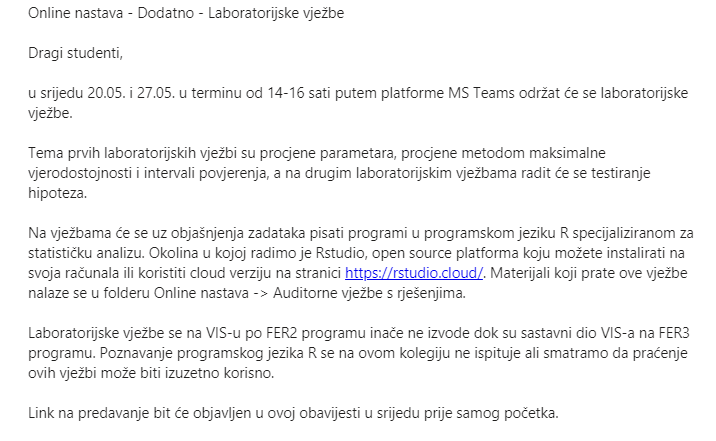 Online nastava - Dodatno - Laboratorijske vježbe
Dragi studenti,
u srijedu 20.05. i 27.05. u terminu od 14-16 sati putem platforme MS Teams održat će se laboratorijske
vježbe.
Tema prvih laboratorijskih vježbi su procjene parametara, procjene metodom maksimalne
vjerodostojnosti i intervali povjerenja, a na drugim laboratorijskim vježbama radit će se testiranje
hipoteza.
Na vježbama će se uz objašnjenja zadataka pisati programi u programskom jeziku R specijaliziranom za
statističku analizu. Okolina u kojoj radimo je Rstudio, open source platforma koju možete instalirati na
svoja računala ili koristiti cloud verziju na stranici https://rstudio.cloud/. Materijali koji prate ove vježbe
nalaze se u folderu Online nastava -> Auditorne vježbe s rješenjima.
Laboratorijske vježbe se na VIS-u po FER2 programu inače ne izvode dok su sastavni dio VIS-a na FER3
programu. Poznavanje programskog jezika R se na ovom kolegiju ne ispituje ali smatramo da praćenje
ovih vježbi može biti izuzetno korisno.
Link na predavanje bit će objavljen u ovoj obavijesti u srijedu prije samog početka.